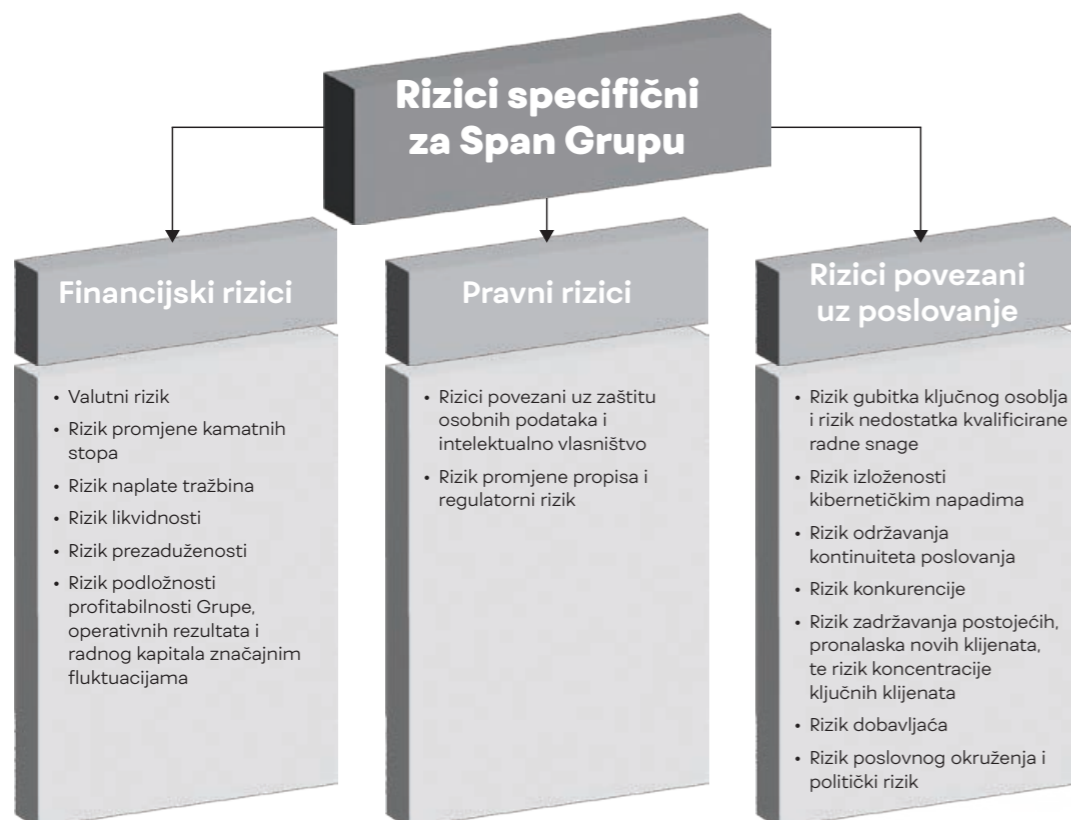 Rizici specifični
za Span Grupu
Financijski rizici
• Valutni rizik
• Rizik promjene kamatnih
stopa
• Rizik naplate tražbina
• Rizik likvidnosti
• Rizik prezaduženosti
• Rizik podložnosti
profitabilnosti Grupe,
operativnih rezultata i
radnog kapitala značajnim
fluktuacijama
Pravni rizici
• Rizici povezani uz zaštitu
osobnih podataka i
intelektualno vlasništvo
• Rizik promjene propisa i
regulatorni rizik
Rizici povezani
uz poslovanje
• Rizik gubitka ključnog osoblja
i rizik nedostatka kvalificirane
radne snage
• Rizik izloženosti
kibernetičkim napadima
• Rizik održavanja
kontinuiteta poslovanja
• Rizik konkurencije
• Rizik zadržavanja postojećih,
pronalaska novih klijenata,
te rizik koncentracije
ključnih klijenata
• Rizik dobavljaća
• Rizik poslovnog okruženja i
politički rizik